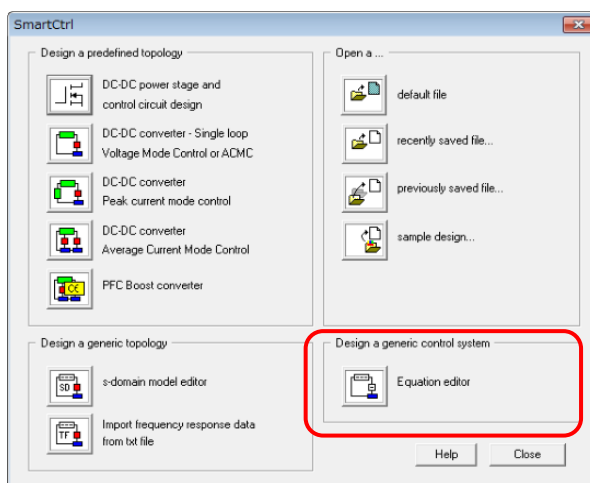 SmartCtrl
Design a predefined topology
DC-DC power stage and
control circuit design
DC-DC converter - Single loop
Voltage Mode Control or ACMC
DC-DC converter
Peak current mode control
DC-DC converter
Average Current Mode Control
CE
PFC Boost converter
Open a ...
default file
recently saved file...
previously saved file...
sample design...
Design a generic topology
SD
s-domain model editor
TF
Import frequency response data
from txt file
Design a generic control system
Equation editor
Help
Close